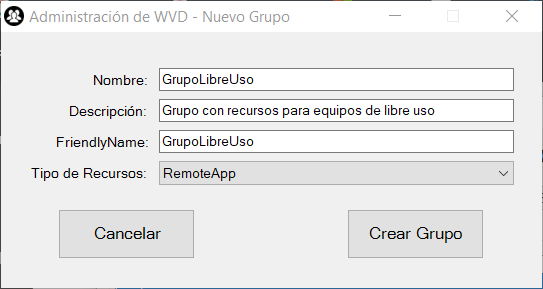 Administración de WVD - Nuevo Grupo
Nombre: GrupoLibreUso
Descripción: Grupo con recursos para equipos de libre uso
FriendlyName: GrupoLibreUso
Tipo de Recursos: RemoteApp
Cancelar Crear Grupo